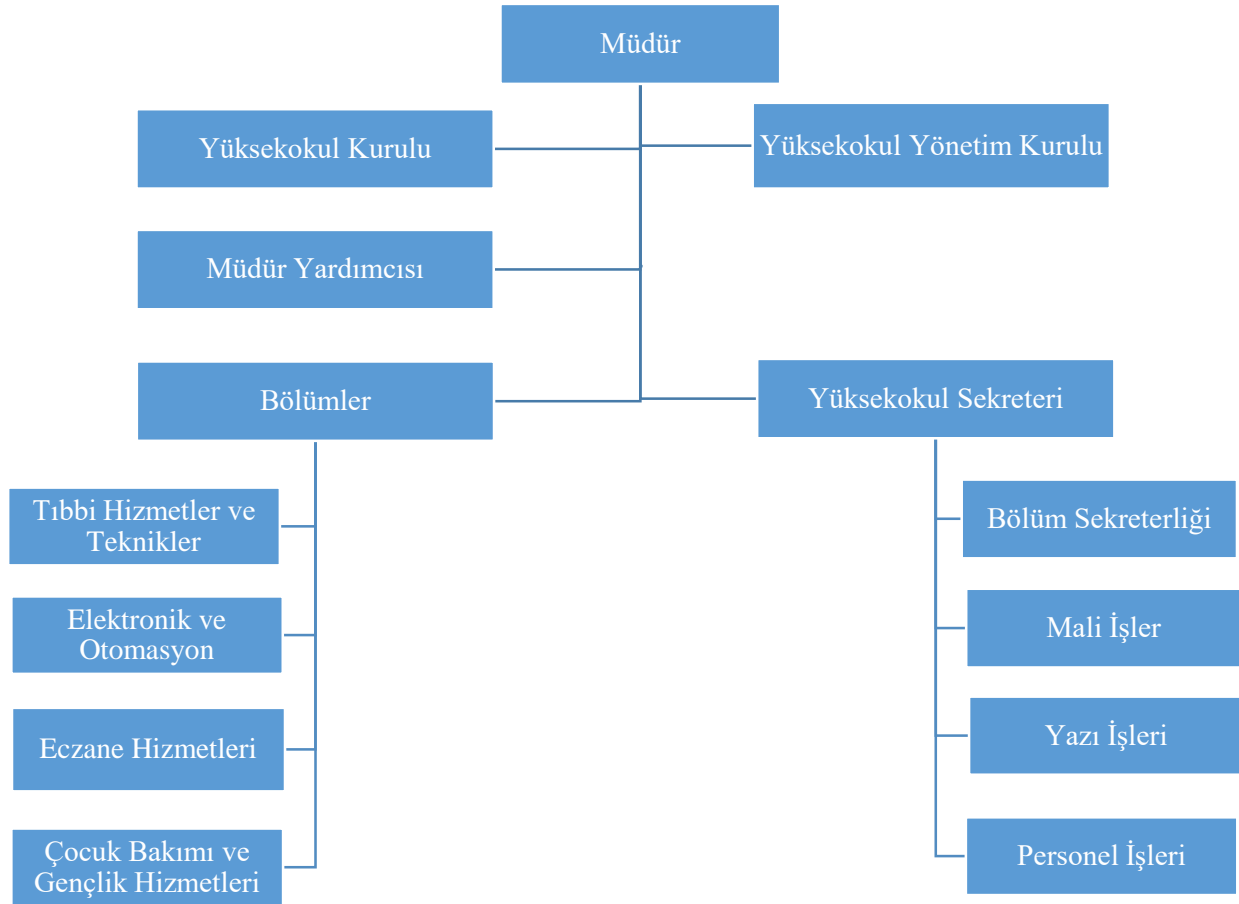 Müdür
Yüksekokul Kurulu
Yüksekokul Yönetim Kurulu
Müdür Yardımcısı
Bölümler
Yüksekokul Sekreteri
Tıbbi Hizmetler ve
Teknikler
Elektronik ve
Otomasyon
Eczane Hizmetleri
Çocuk Bakımı ve
Gençlik Hizmetleri
Bölüm Sekreterliği
Mali İşler
Yazı İşleri
Personel İşleri